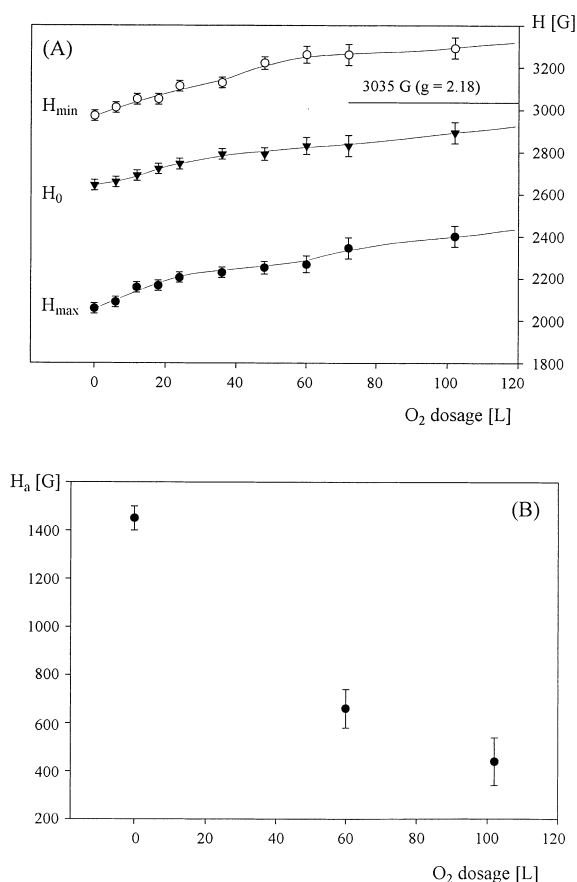 (A)
H [G]
3200
3035 G (g = 2.18)
H_min
3000
2800
H_0
2600
2400
2200
H_max
2000
1800
0 20 40 60 80 100 120
O_2 dosage [L]
H_a [G]
(B)
1400
1200
1000
800
600
400
200
0 20 40 60 80 100 120
O_2 dosage [L]